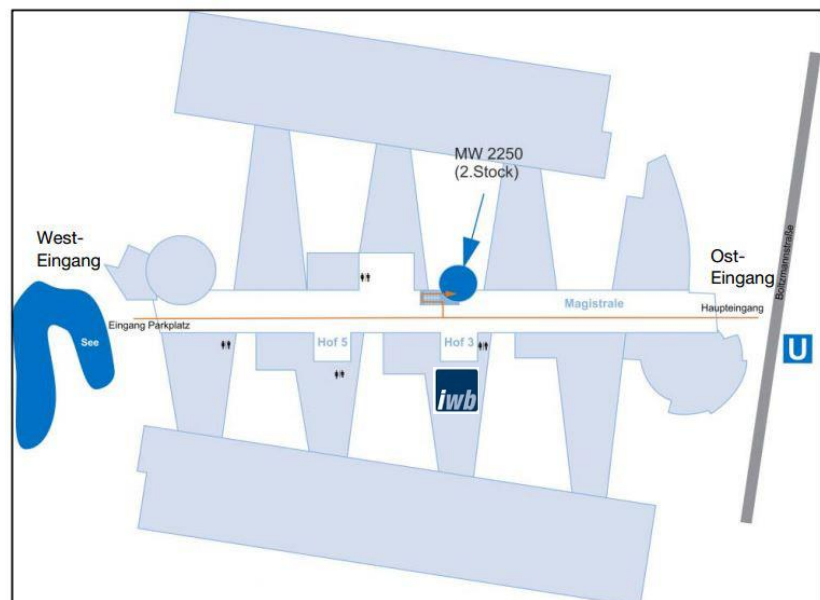 MW 2250
(2.Stock)
West-
Eingang
Ost-
Eingang
Boltzmannstraße
Magistrale
Haupteingang
Eingang Parkplatz
See
Hof 5
Hof 3
U
iwb